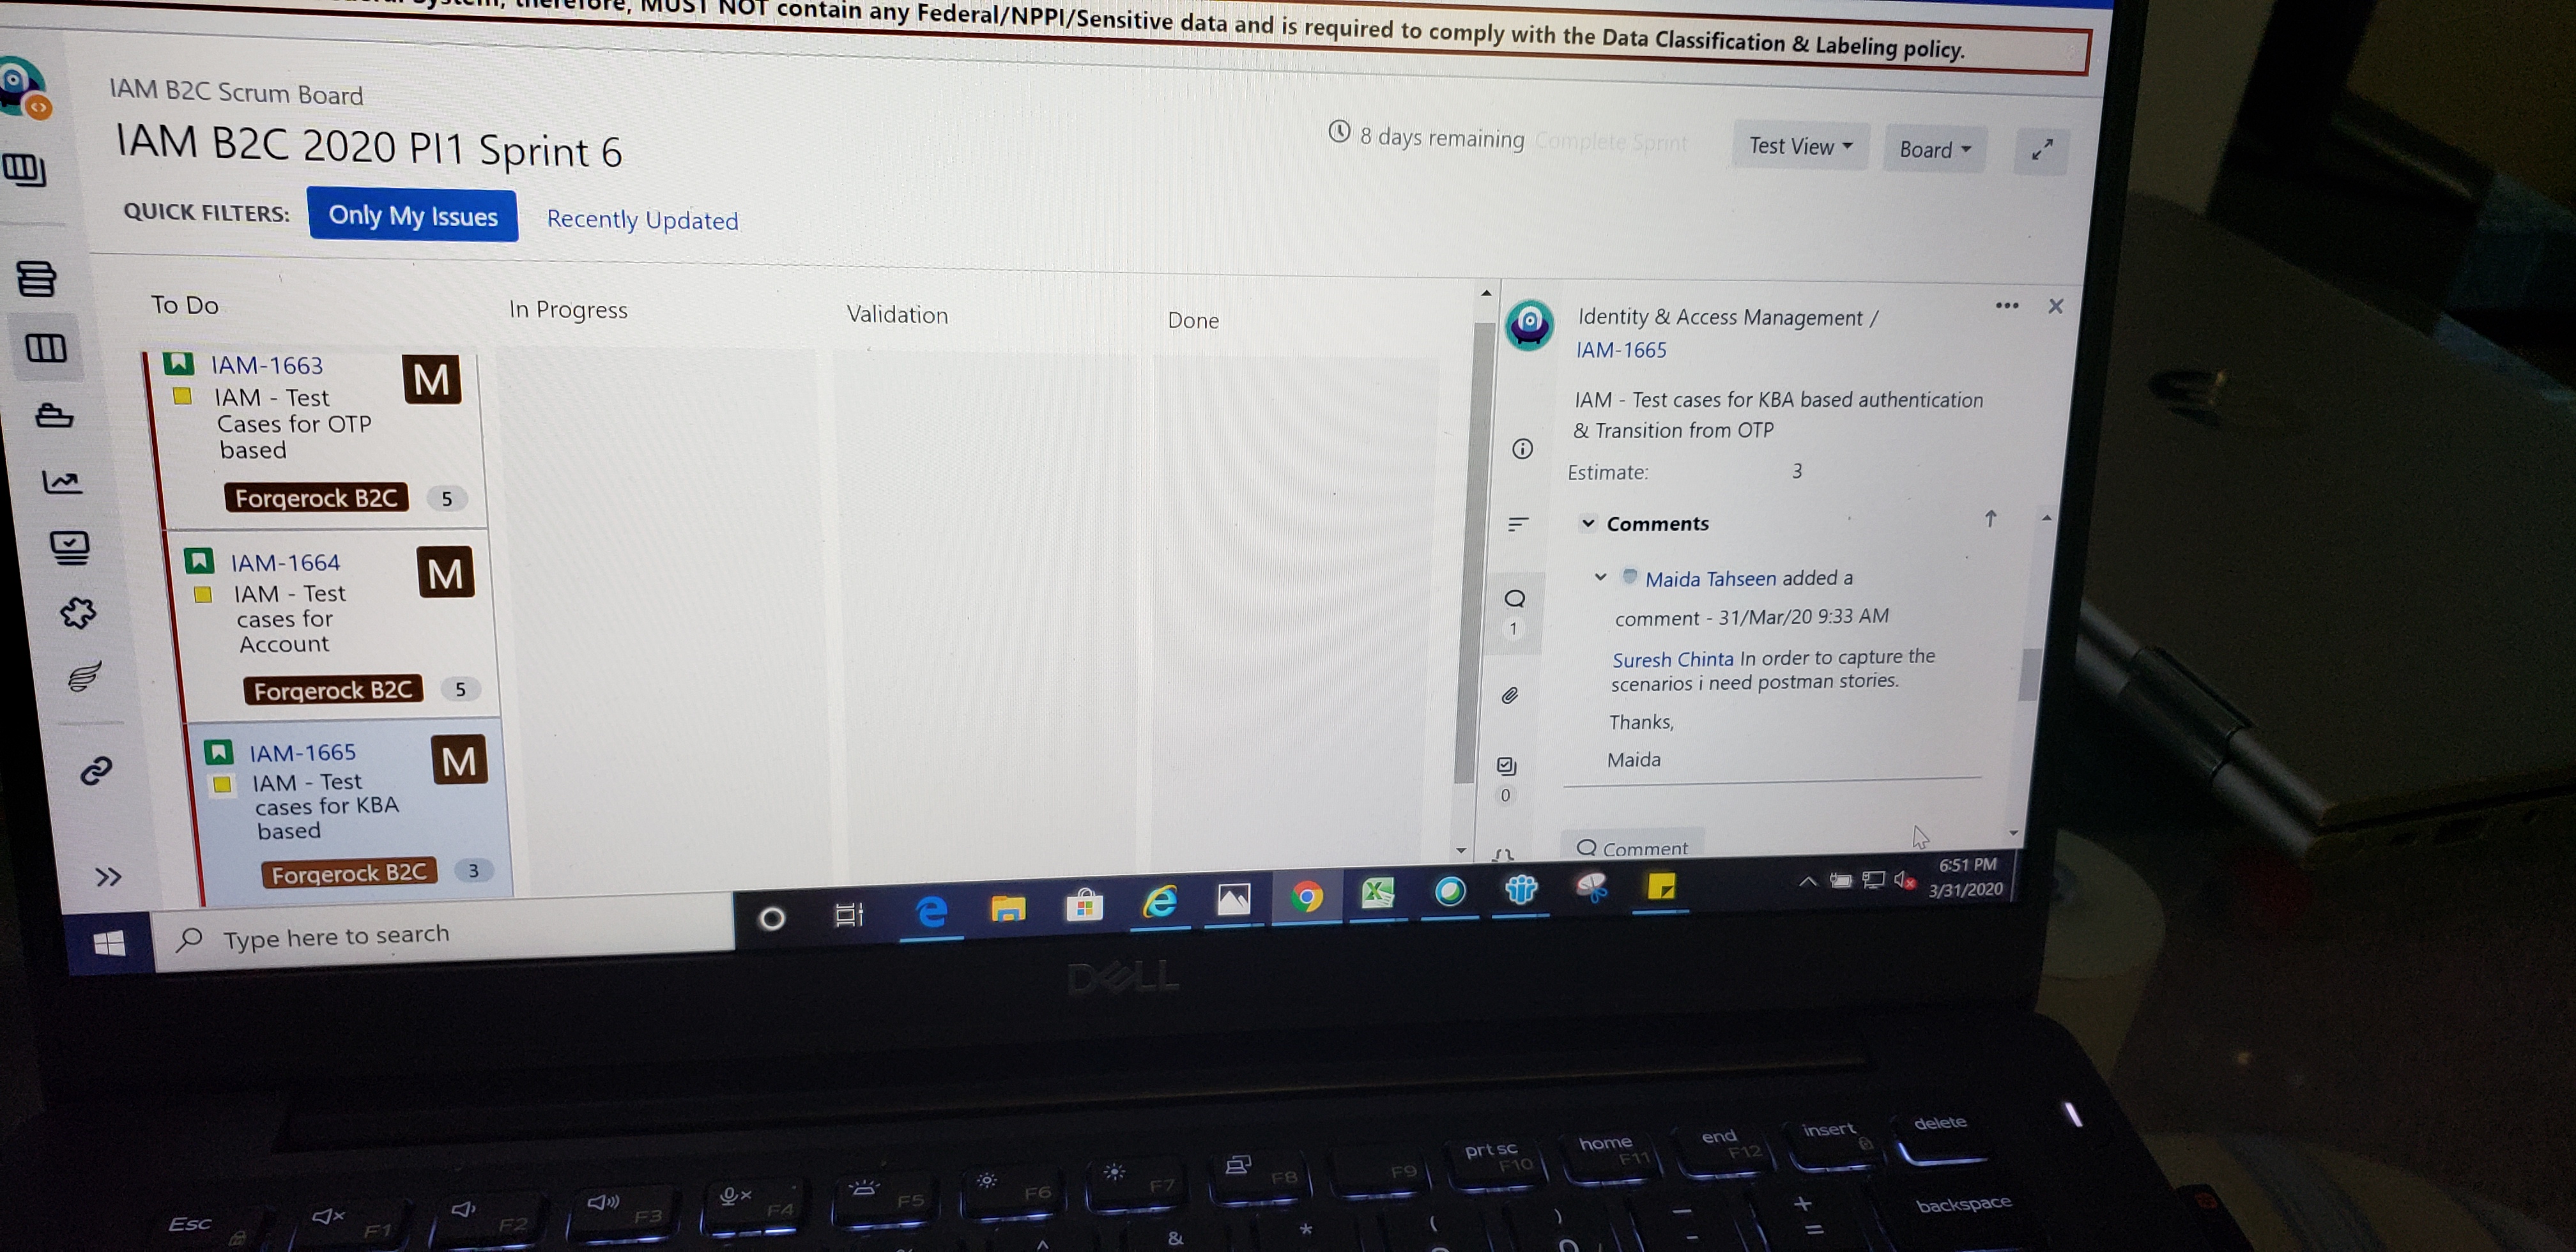 therefore, MUST NOT contain any Federal/NPPI/Sensitive data and is required to comply with the Data Classification & Labeling policy.
IAM B2C Scrum Board
IAM B2C 2020 PI1 Sprint 6
8 days remaining
Complete Sprint
Test View
Board
QUICK FILTERS:
Only My Issues
Recently Updated
To Do
In Progress
Validation
Done
IAM-1663
IAM - Test
Cases for OTP
based
M
Forgerock B2C
5
IAM-1664
IAM - Test
cases for
Account
M
Forgerock B2C
5
IAM-1665
IAM - Test
cases for KBA
based
M
Forgerock B2C
3
Identity & Access Management /
IAM-1665
IAM - Test cases for KBA based authentication
& Transition from OTP
Estimate:
3
Comments
Maida Tahseen added a
comment - 31/Mar/20 9:33 AM
Suresh Chinta In order to capture the
scenarios i need postman stories.
Thanks,
Maida
1
0
Comment
Type here to search
6:51 PM
3/31/2020
DELL
Esc
F1
F2
F3
F4
F5
F6
F7
F8
F9
prt sc
F10
home
F11
end
F12
insert
delete
^
&
*
(
)
-
+
=
backspace